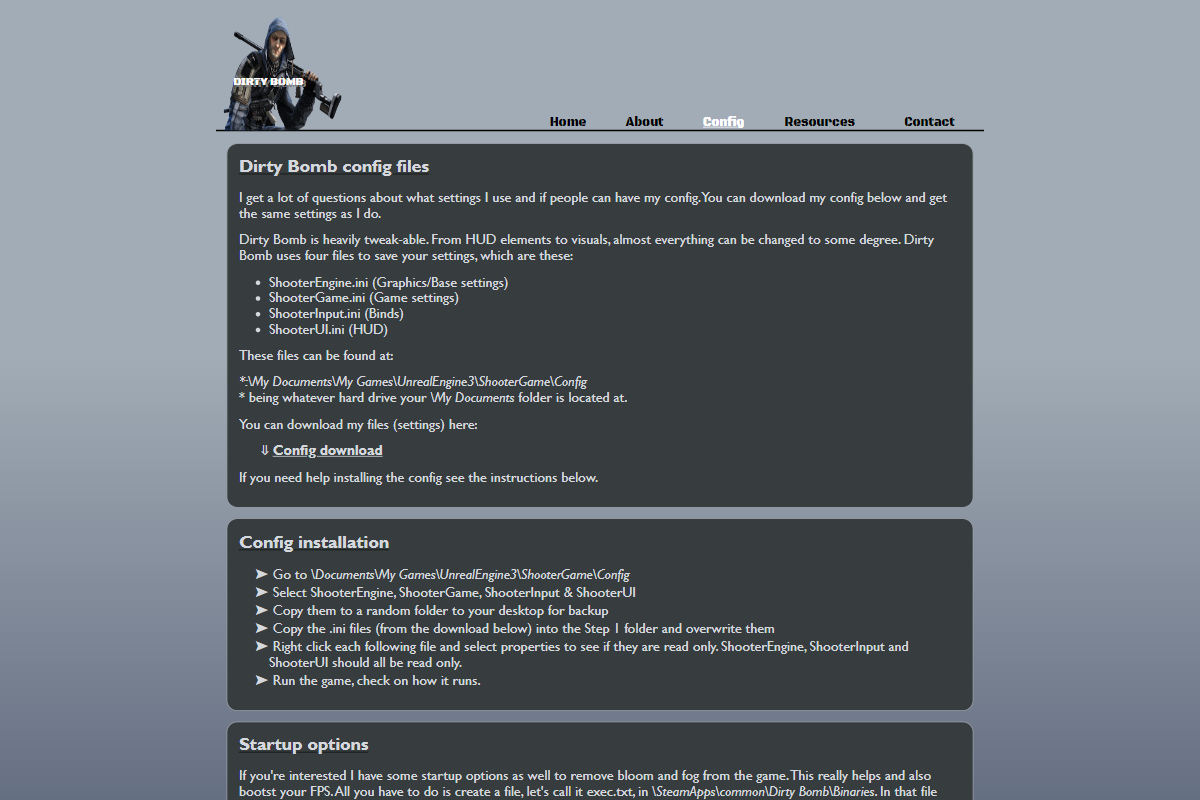 DIRTY BOMB
Home About Config Resources Contact
Dirty Bomb config files
I get a lot of questions about what settings I use and if people can have my config. You can download my config below and get
the same settings as I do.
Dirty Bomb is heavily tweak-able. From HUD elements to visuals, almost everything can be changed to some degree. Dirty
Bomb uses four files to save your settings, which are these:
• ShooterEngine.ini (Graphics/Base settings)
• ShooterGame.ini (Game settings)
• ShooterInput.ini (Binds)
• ShooterUI.ini (HUD)
These files can be found at:
*:\My Documents\My Games\UnrealEngine3\ShooterGame\Config
* being whatever hard drive your \My Documents folder is located at.
You can download my files (settings) here:
⇓ Config download
If you need help installing the config see the instructions below.
Config installation
➤ Go to \Documents\My Games\UnrealEngine3\ShooterGame\Config
➤ Select ShooterEngine, ShooterGame, ShooterInput & ShooterUI
➤ Copy them to a random folder to your desktop for backup
➤ Copy the .ini files (from the download below) into the Step 1 folder and overwrite them
➤ Right click each following file and select properties to see if they are read only. ShooterEngine, ShooterInput and
ShooterUI should all be read only.
➤ Run the game, check on how it runs.
Startup options
If you're interested I have some startup options as well to remove bloom and fog from the game. This really helps and also
bootst your FPS. All you have to do is create a file, let's call it exec.txt, in \SteamApps\common\Dirty Bomb\Binaries. In that file